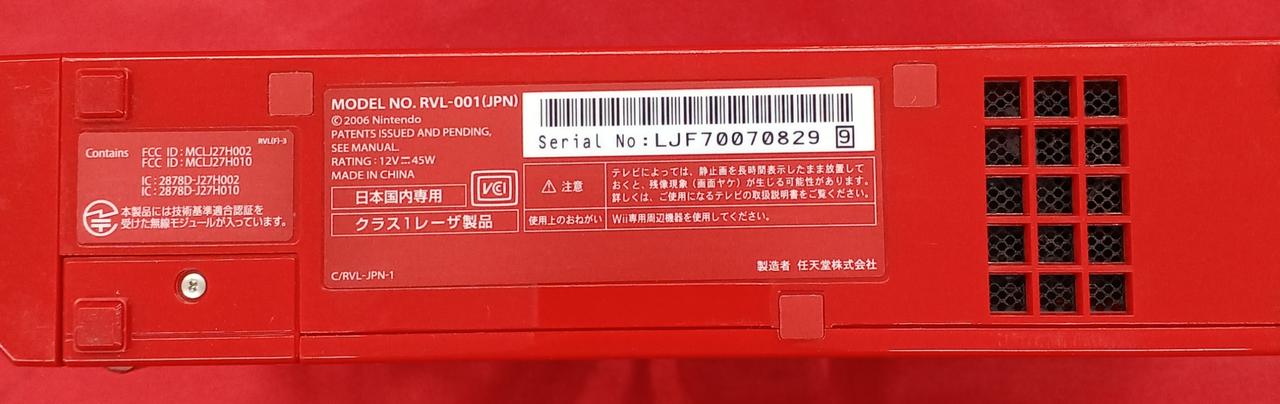 RVL(F)-3
Contains FCC ID : MCLJ27H002
FCC ID : MCLJ27H010
IC : 2878D-J27H002
IC : 2878D-J27H010
本製品には技術基準適合認証を
受けた無線モジュールが入っています。
MODEL NO. RVL-001(JPN)
© 2006 Nintendo
PATENTS ISSUED AND PENDING,
SEE MANUAL.
RATING : 12V⎓45W
MADE IN CHINA
日本国内専用
VCI
クラス1レーザ製品
C/RVL-JPN-1
Serial No:LJF70070829 9
⚠ 注意
テレビによっては、静止画を長時間表示したまま放置して
おくと、残像現象（画面ヤケ）が生じる可能性があります。
詳しくは、ご使用になるテレビの取扱説明書をご覧ください。
使用上のおねがい
Wii専用周辺機器を使用してください。
製造者 任天堂株式会社